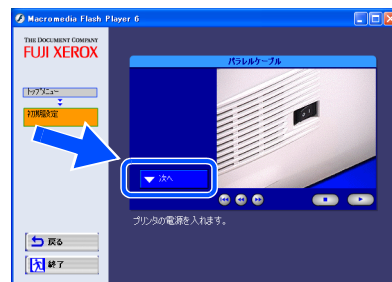 Macromedia Flash Player 6
THE DOCUMENT COMPANY
FUJI XEROX
パラレルケーブル
トップメニュー
初期設定
次へ
プリンタの電源を入れます。
戻る
終了